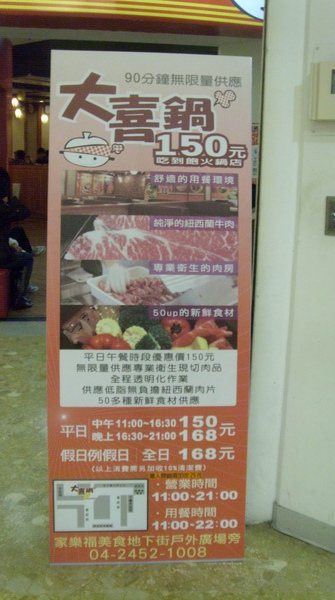 90分鐘無限量供應
大喜鍋
150元
吃到飽火鍋店
舒適的用餐環境
純淨的紐西蘭牛肉
專業衛生的肉房
50up的新鮮食材
平日午餐時段優惠價150元
無限量供應專業衛生現切肉品
全程透明化作業
供應低脂無負擔紐西蘭肉片
50多種新鮮食材供應
平日 中午11:00~16:30 150元
晚上16:30~21:00 168
假日例假日 全日 168元
(以上消費需另加收10%清潔費)
大喜鍋
·營業時間
11:00~21:00
·用餐時間
11:00~22:00
家樂福美食地下街戶外廣場旁
04-2452-1008